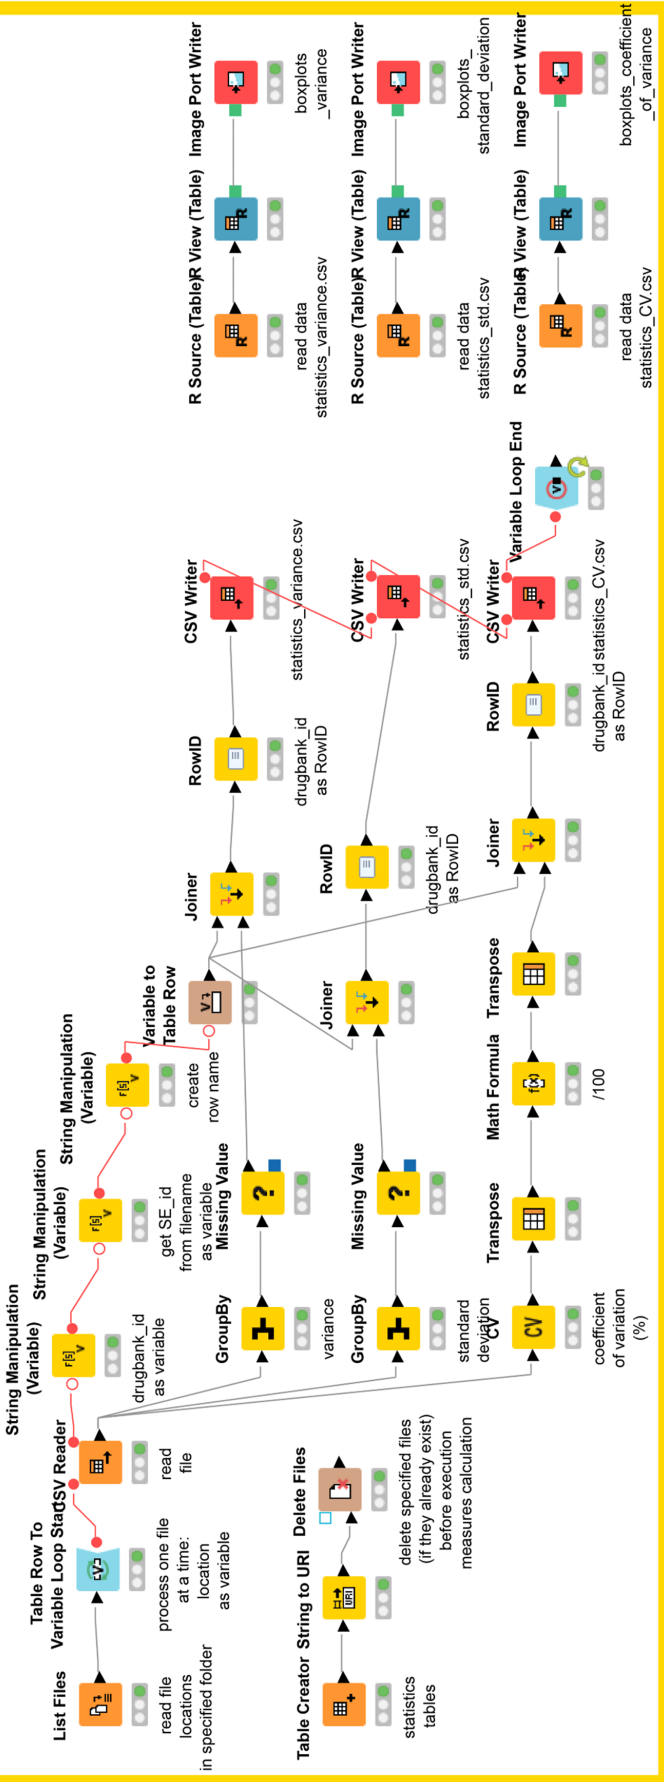 List Files
read file
locations
in specified folder
Table Row To
Variable Loop Start
process one file
at a time:
location
as variable
CSV Reader
read
file
String Manipulation
(Variable)
drugbank_id
as variable
String Manipulation
(Variable)
get SE_id
from filename
as variable
String Manipulation
(Variable)
create
row name
Variable to
Table Row
GroupBy
variance
Missing Value
Joiner
RowID
drugbank_id
as RowID
CSV Writer
statistics_variance.csv
GroupBy
standard
deviation
Missing Value
Joiner
RowID
drugbank_id
as RowID
CSV Writer
statistics_std.csv
CV
CV
coefficient
of variation
(%)
Transpose
Math Formula
f(x)
/100
Transpose
Joiner
RowID
drugbank_id
as RowID
CSV Writer
statistics_CV.csv
Variable Loop End
Table Creator
statistics
tables
String to URI
URI
Delete Files
delete specified files
(if they already exist)
before execution
measures calculation
R Source (Table)
read data
statistics_variance.csv
R View (Table)
Image Port Writer
boxplots
_variance
R Source (Table)
read data
statistics_std.csv
R View (Table)
Image Port Writer
boxplots_
standard_deviation
R Source (Table)
read data
statistics_CV.csv
R View (Table)
Image Port Writer
boxplots_coefficient
_of_variance